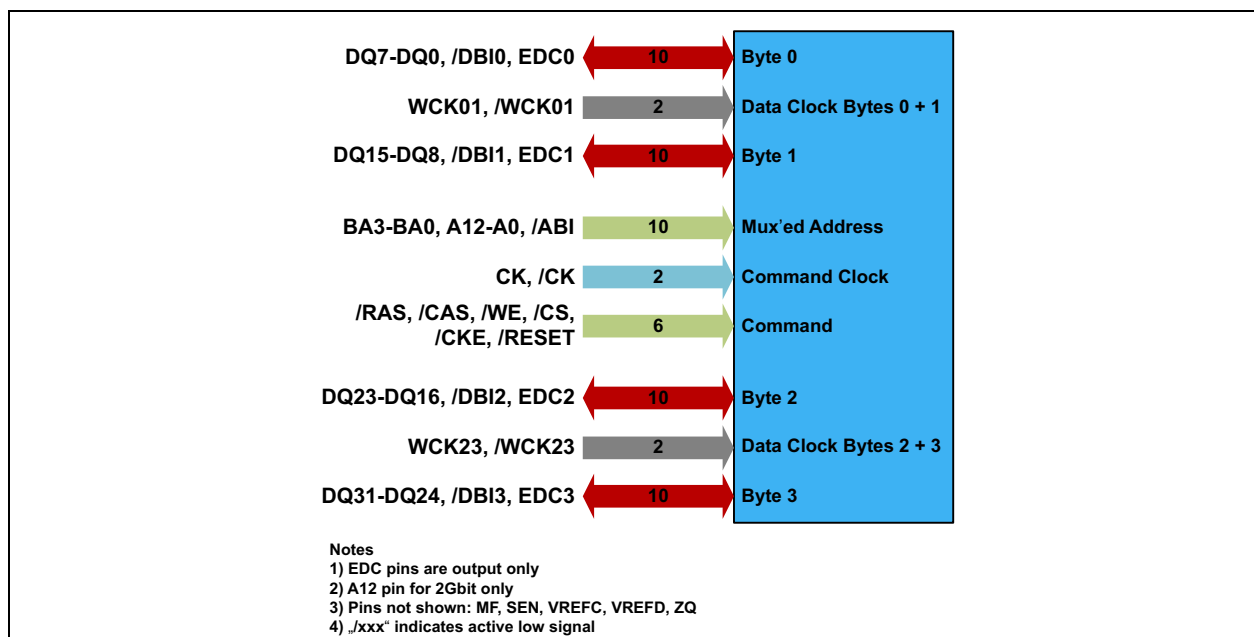 DQ7-DQ0, /DBI0, EDC0 10 Byte 0
WCK01, /WCK01 2 Data Clock Bytes 0 + 1
DQ15-DQ8, /DBI1, EDC1 10 Byte 1
BA3-BA0, A12-A0, /ABI 10 Mux’ed Address
CK, /CK 2 Command Clock
/RAS, /CAS, /WE, /CS,
/CKE, /RESET 6 Command
DQ23-DQ16, /DBI2, EDC2 10 Byte 2
WCK23, /WCK23 2 Data Clock Bytes 2 + 3
DQ31-DQ24, /DBI3, EDC3 10 Byte 3
Notes
1) EDC pins are output only
2) A12 pin for 2Gbit only
3) Pins not shown: MF, SEN, VREFC, VREFD, ZQ
4) „/xxx“ indicates active low signal